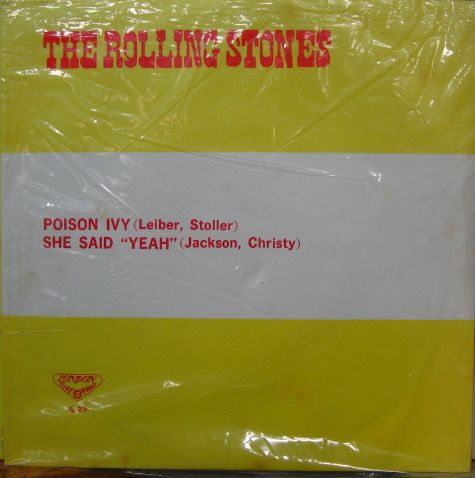 THE ROLLING STONES
POISON IVY (Leiber, Stoller)
SHE SAID "YEAH" (Jackson, Christy)
LONDON